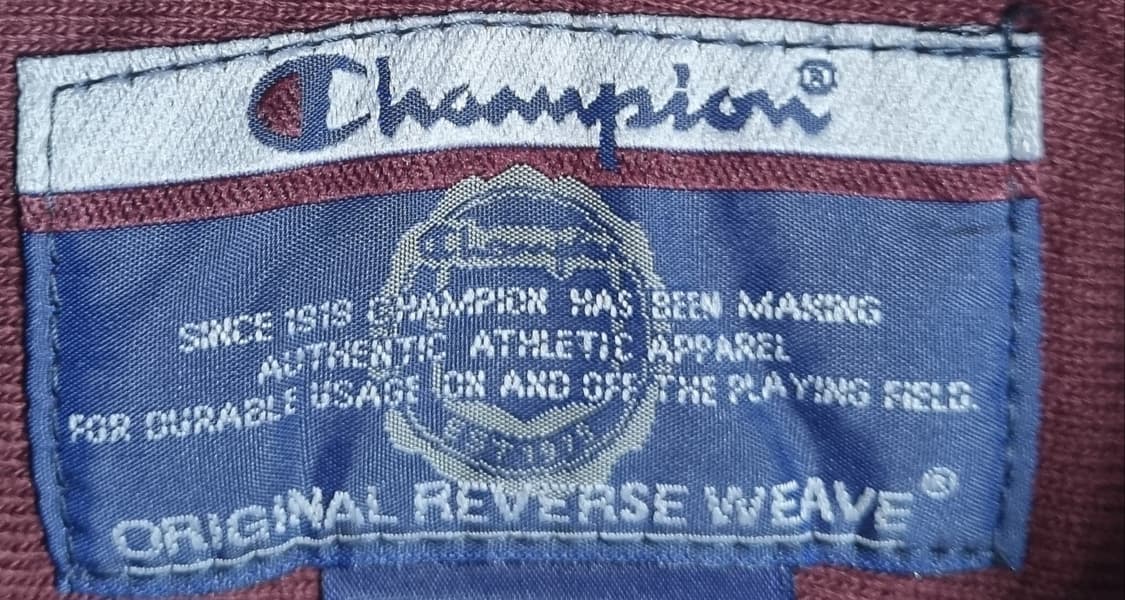 Champion®
SINCE 1919 CHAMPION HAS BEEN MAKING
AUTHENTIC ATHLETIC APPAREL
FOR DURABLE USAGE ON AND OFF THE PLAYING FIELD.
ORIGINAL REVERSE WEAVE®